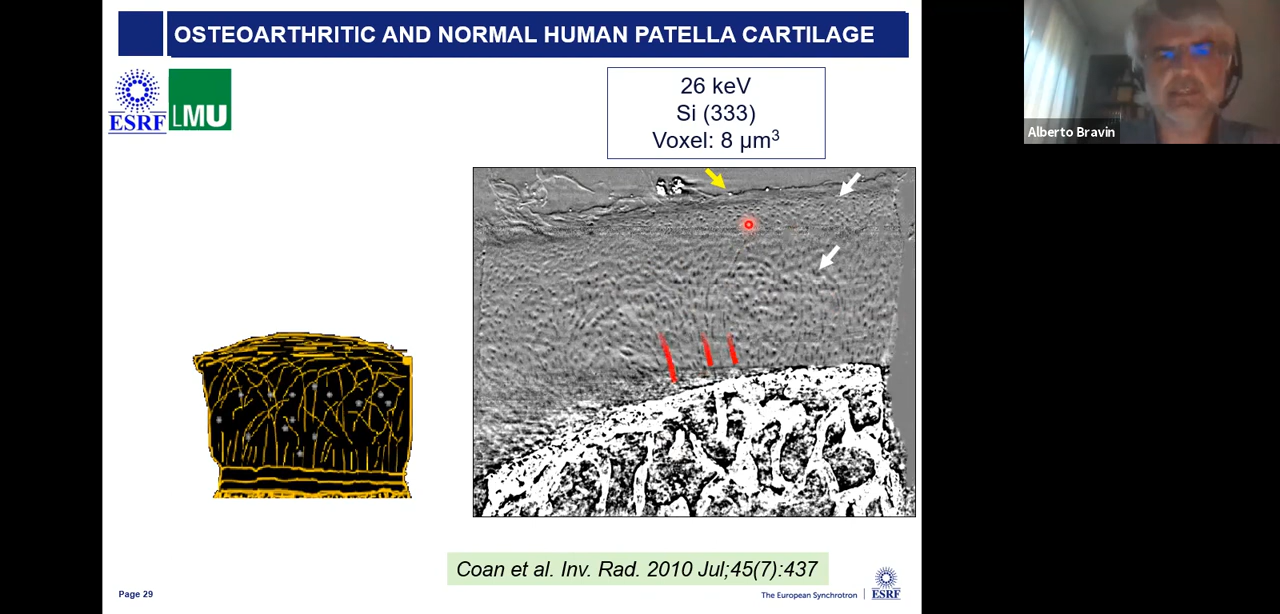 OSTEOARTHRITIC AND NORMAL HUMAN PATELLA CARTILAGE
ESRF
LMU
26 keV
Si (333)
Voxel: 8 µm³
Alberto Bravin
Coan et al. Inv. Rad. 2010 Jul;45(7):437
Page 29
The European Synchrotron
ESRF